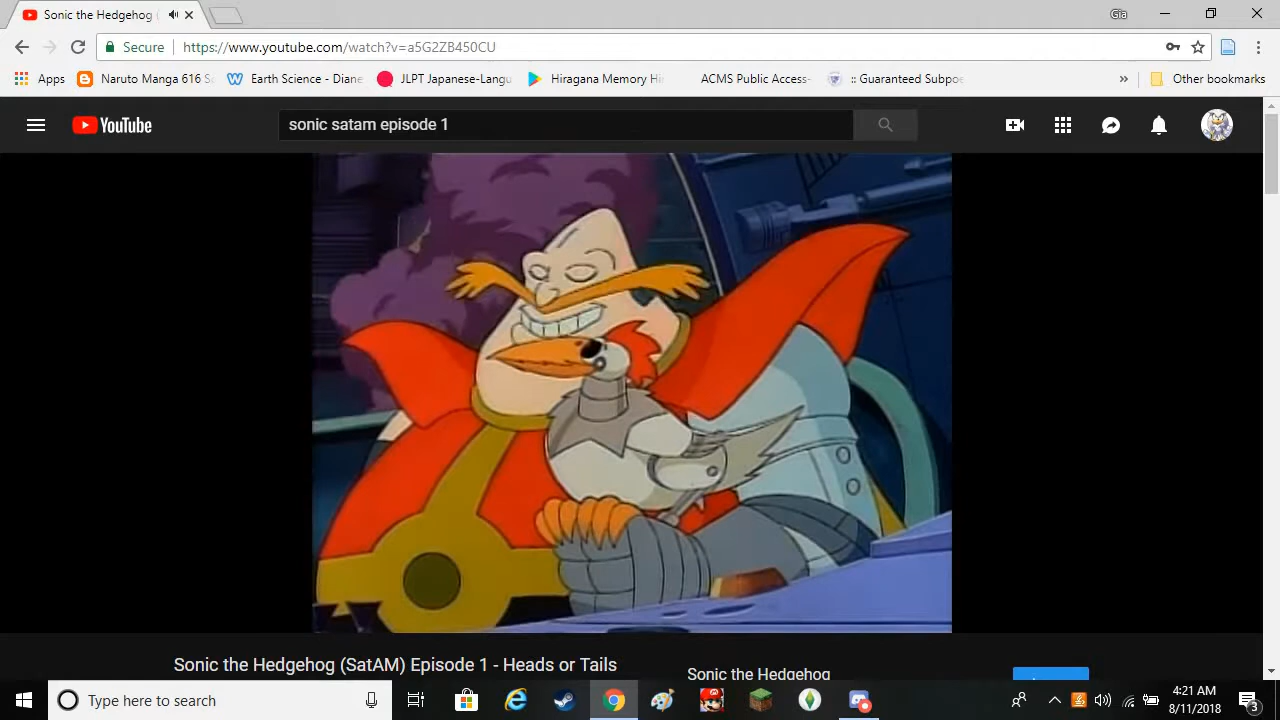 Sonic the Hedgehog (
Gia
Secure https://www.youtube.com/watch?v=a5G2ZB450CU
Apps Naruto Manga 616 Earth Science - Diane JLPT Japanese-Langu Hiragana Memory ACMS Public Access- :: Guaranteed Subpoe » Other bookmarks
YouTube sonic satam episode 1
Sonic the Hedgehog (SatAM) Episode 1 - Heads or Tails
Sonic the Hedgehog
Type here to search
4:21 AM
8/11/2018
3